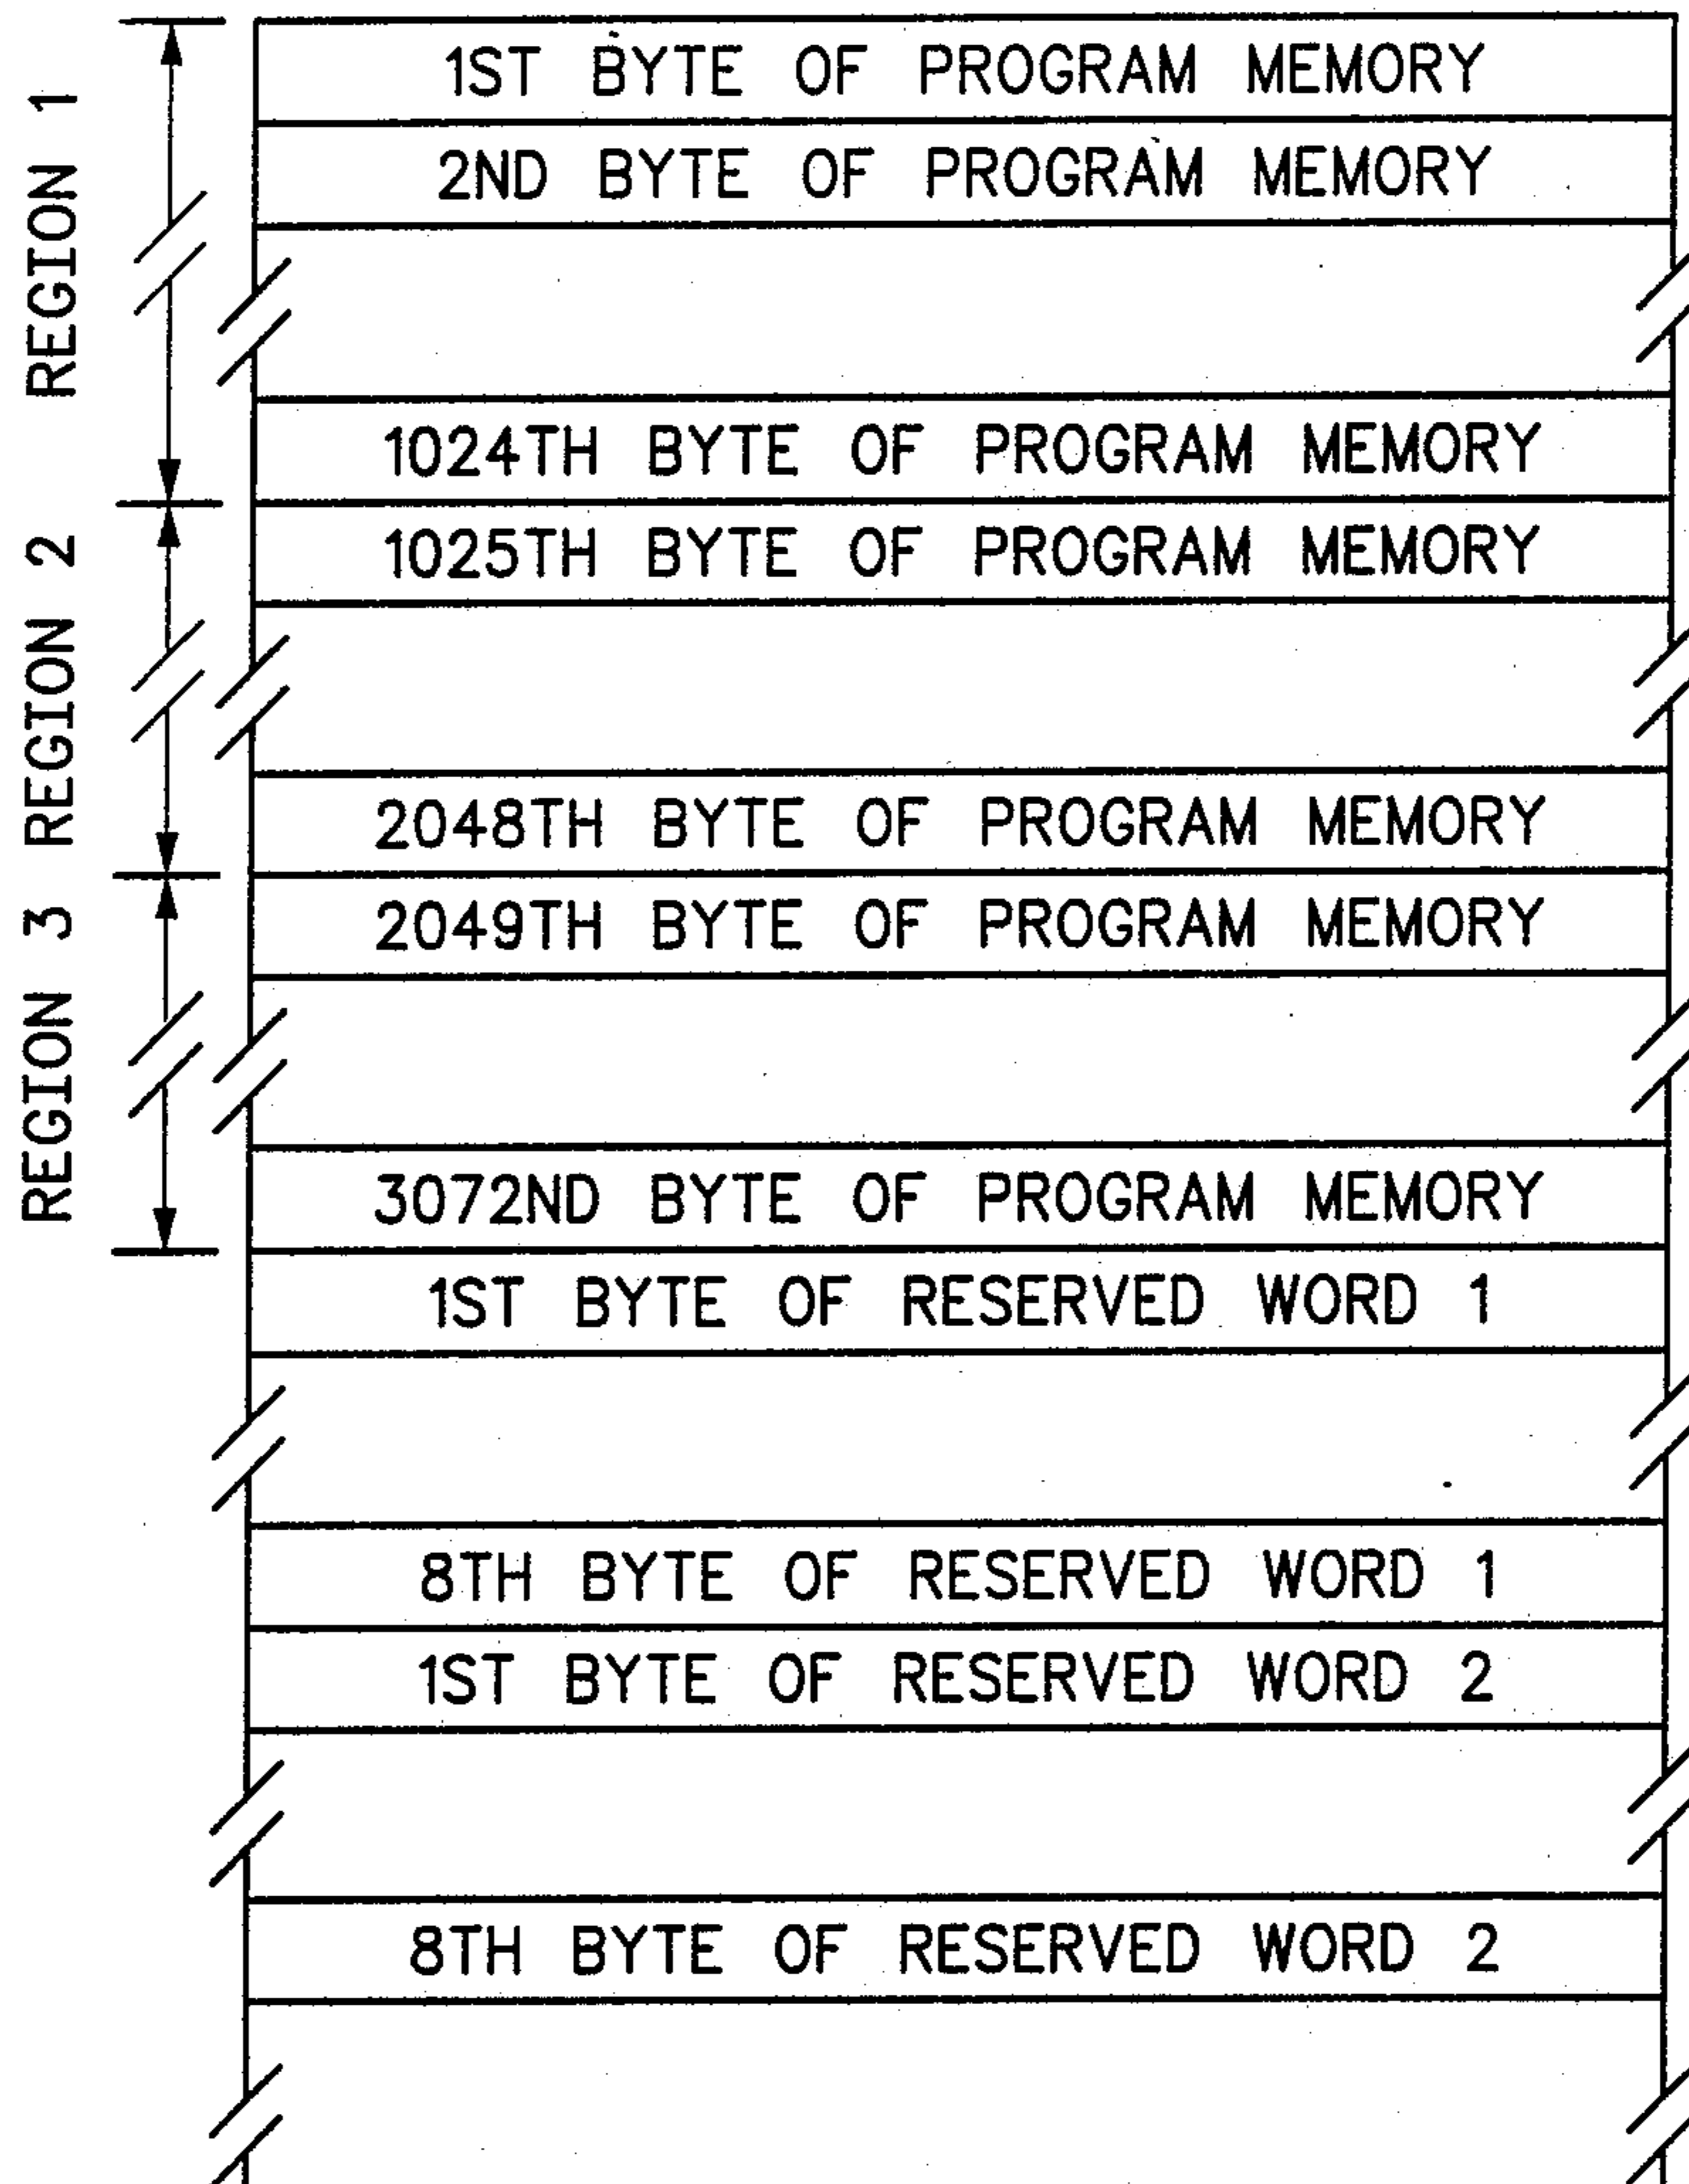 REGION 1
1ST BYTE OF PROGRAM MEMORY
2ND BYTE OF PROGRAM MEMORY
1024TH BYTE OF PROGRAM MEMORY
REGION 2
1025TH BYTE OF PROGRAM MEMORY
2048TH BYTE OF PROGRAM MEMORY
REGION 3
2049TH BYTE OF PROGRAM MEMORY
3072ND BYTE OF PROGRAM MEMORY
1ST BYTE OF RESERVED WORD 1
8TH BYTE OF RESERVED WORD 1
1ST BYTE OF RESERVED WORD 2
8TH BYTE OF RESERVED WORD 2